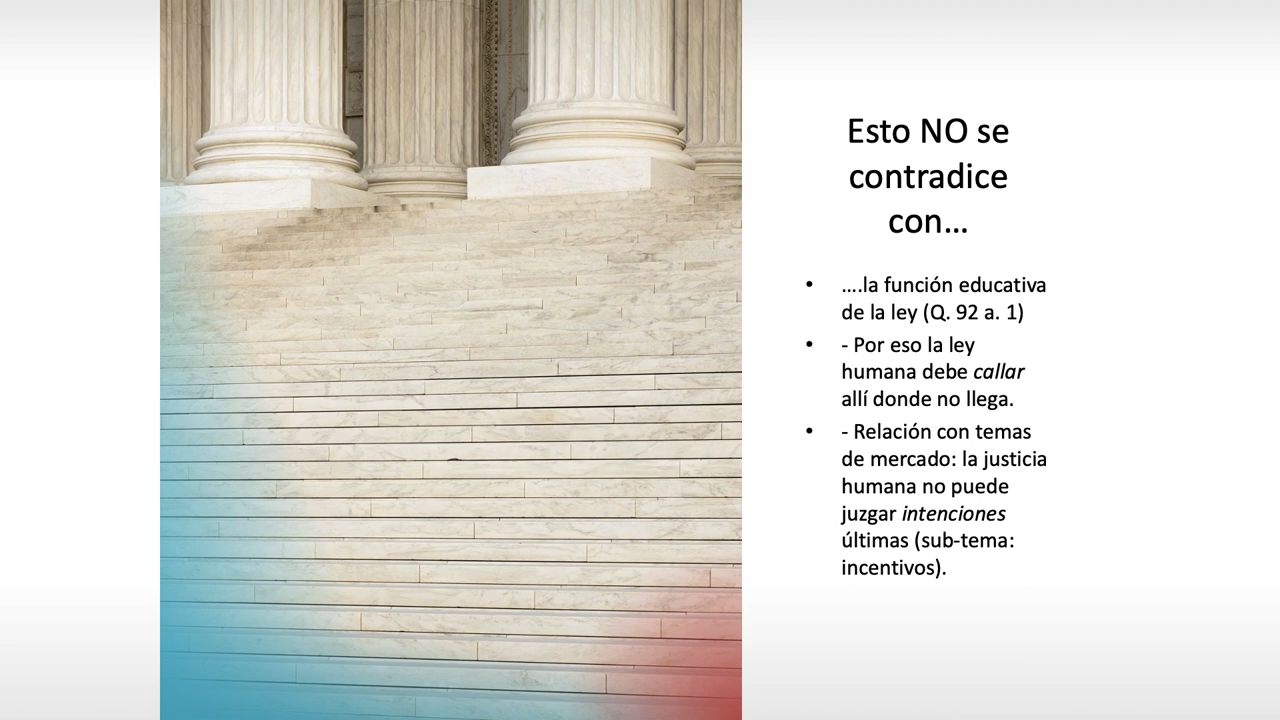 Esto NO se
contradice
con…
• ….la función educativa
de la ley (Q. 92 a. 1)
• - Por eso la ley
humana debe callar
allí donde no llega.
• - Relación con temas
de mercado: la justicia
humana no puede
juzgar intenciones
últimas (sub-tema:
incentivos).